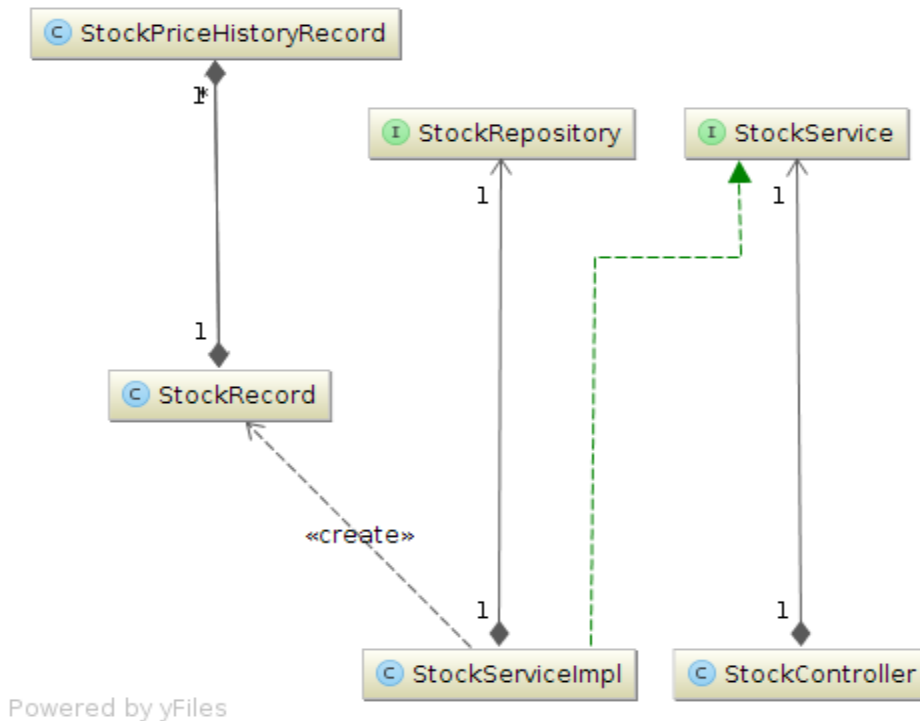 C StockPriceHistoryRecord
1*
I StockRepository
I StockService
1
1
1
C StockRecord
«create»
1
1
C StockServiceImpl
C StockController
Powered by yFiles